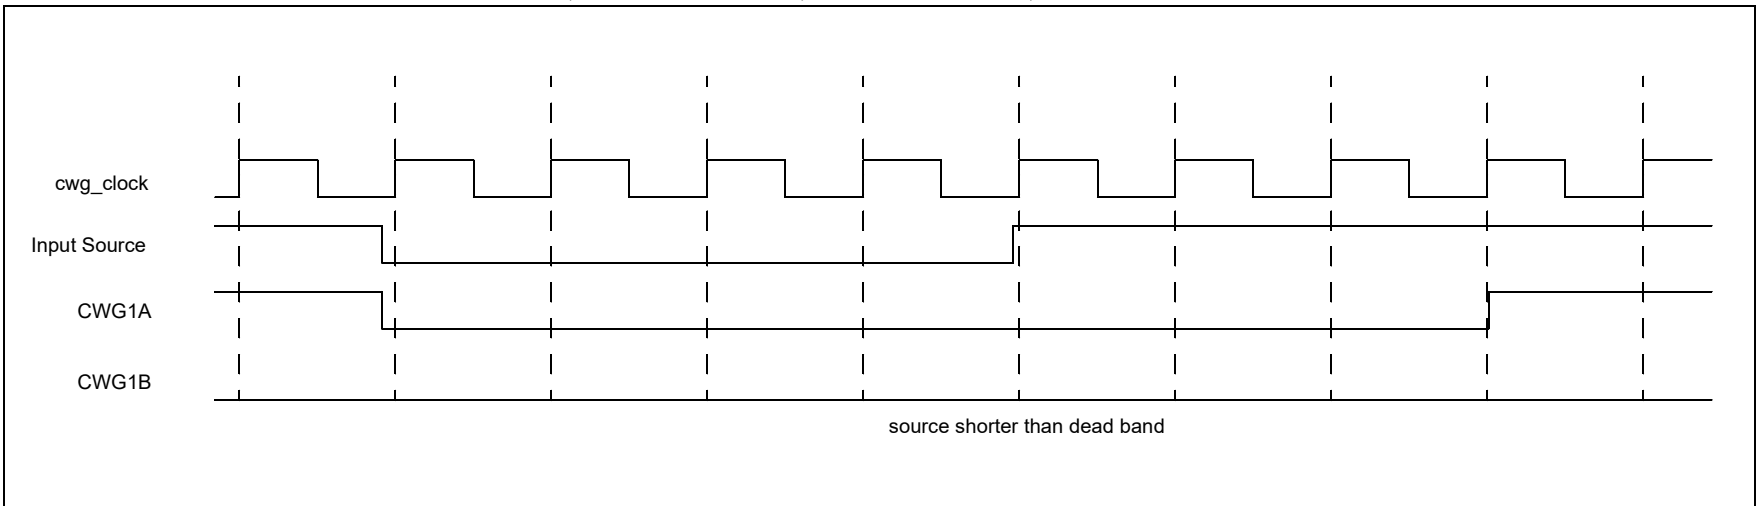 cwg_clock
Input Source
CWG1A
CWG1B
source shorter than dead band